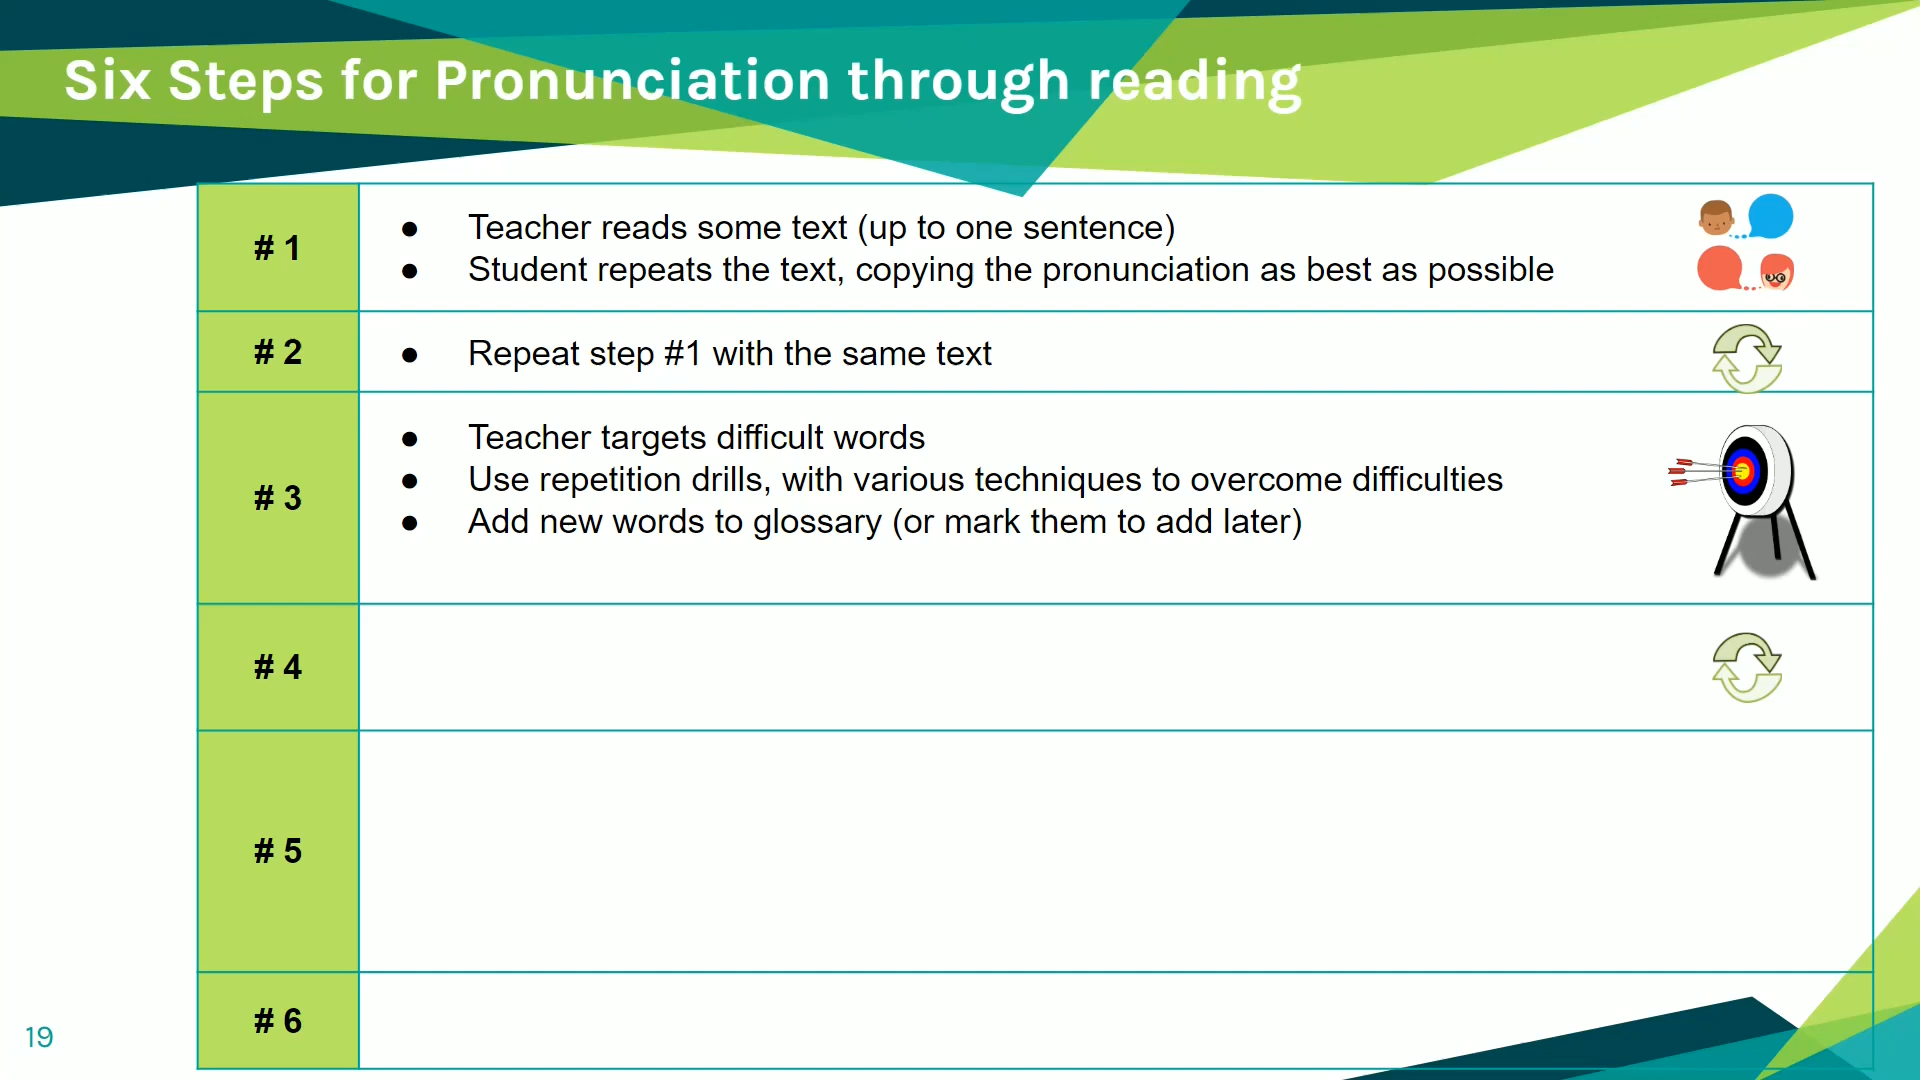 Six Steps for Pronunciation through reading
# 1
● Teacher reads some text (up to one sentence)
● Student repeats the text, copying the pronunciation as best as possible
# 2
● Repeat step #1 with the same text
# 3
● Teacher targets difficult words
● Use repetition drills, with various techniques to overcome difficulties
● Add new words to glossary (or mark them to add later)
# 4
# 5
# 6
19